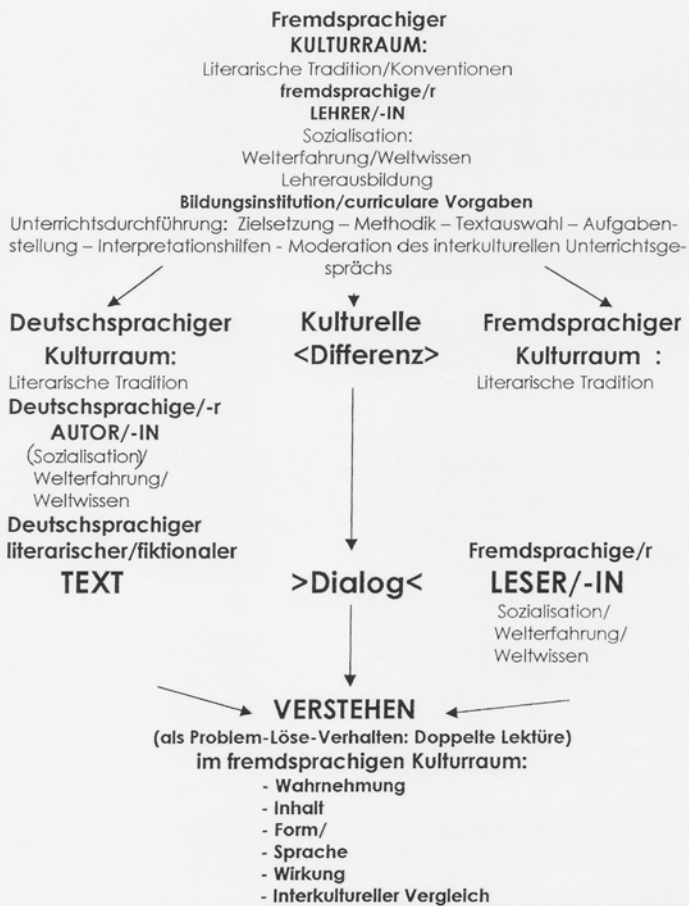 Fremdsprachiger
KULTURRAUM:
Literarische Tradition/Konventionen
fremdsprachige/r
LEHRER/-IN
Sozialisation:
Welterfahrung/Weltwissen
Lehrerausbildung
Bildungsinstitution/curriculare Vorgaben
Unterrichtsdurchführung: Zielsetzung – Methodik – Textauswahl – Aufgaben-
stellung – Interpretationshilfen - Moderation des interkulturellen Unterrichtsge-
sprächs
Deutschsprachiger
Kulturraum:
Literarische Tradition
Deutschsprachige/-r
AUTOR/-IN
(Sozialisation)/
Welterfahrung/
Weltwissen
Deutschsprachiger
literarischer/fiktionaler
TEXT
Kulturelle
<Differenz>
>Dialog<
Fremdsprachiger
Kulturraum :
Literarische Tradition
Fremdsprachige/r
LESER/-IN
Sozialisation/
Welterfahrung/
Weltwissen
VERSTEHEN
(als Problem-Löse-Verhalten: Doppelte Lektüre)
im fremdsprachigen Kulturraum:
- Wahrnehmung
- Inhalt
- Form/
- Sprache
- Wirkung
- Interkultureller Vergleich